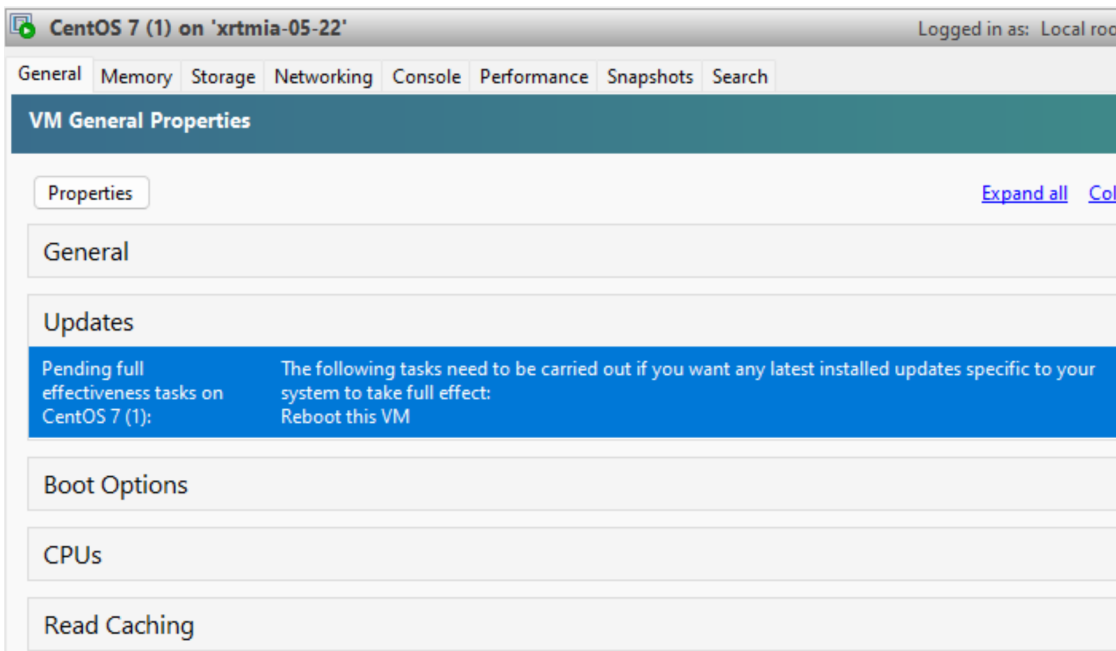 CentOS 7 (1) on 'xrtmia-05-22'
Logged in as: Local
General Memory Storage Networking Console Performance Snapshots Search
VM General Properties
Properties
Expand all
General
Updates
Pending full
effectiveness tasks on
CentOS 7 (1):
The following tasks need to be carried out if you want any latest installed updates specific to your
system to take full effect:
Reboot this VM
Boot Options
CPUs
Read Caching